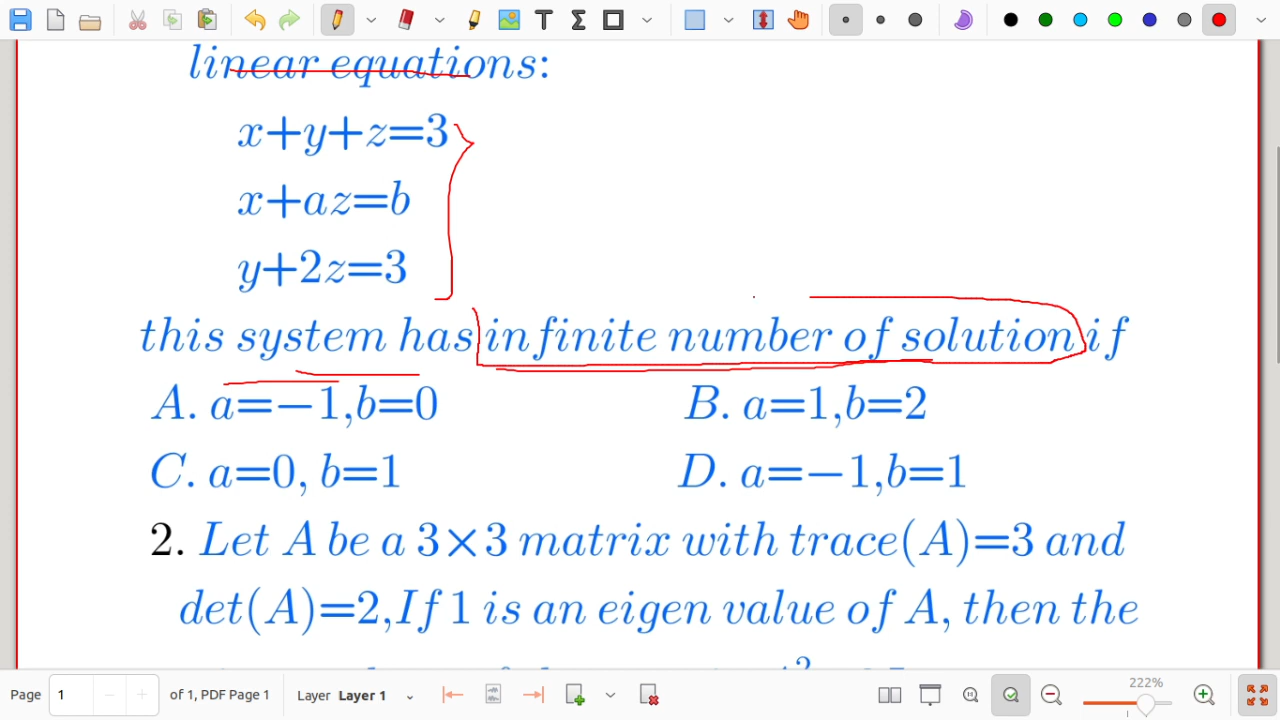 linear equations:
x+y+z=3
x+az=b
y+2z=3
this system has infinite number of solution if
A. a=−1,b=0 B. a=1,b=2
C. a=0, b=1 D. a=−1,b=1
2. Let A be a 3×3 matrix with trace(A)=3 and
det(A)=2,If 1 is an eigen value of A, then the
Page 1 of 1, PDF Page 1 Layer Layer 1 222%